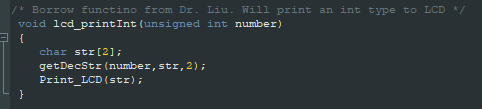 /* Borrow functino from Dr. Liu. Will print an int type to LCD */
void lcd_printInt(unsigned int number)
{
char str[2];
getDecStr(number,str,2);
Print_LCD(str);
}